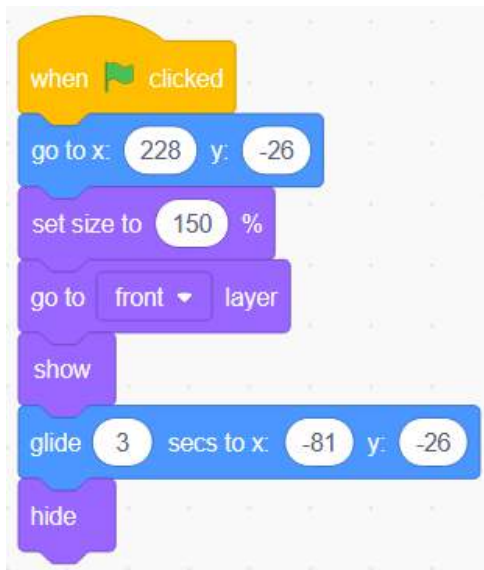 when clicked
go to x: 228 y: -26
set size to 150 %
go to front layer
show
glide 3 secs to x: -81 y: -26
hide